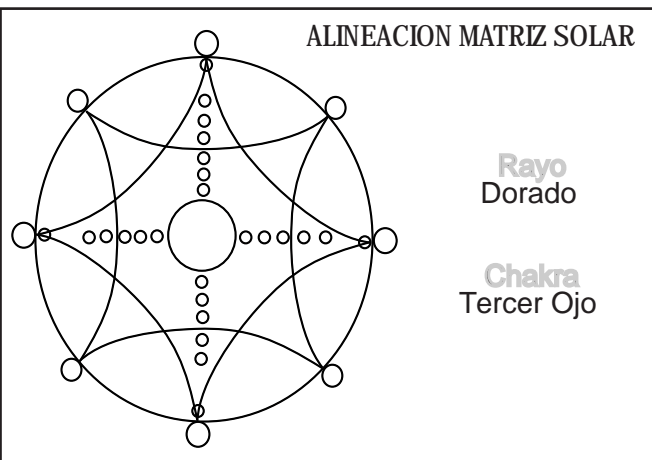 ALINEACION MATRIZ SOLAR
Rayo
Dorado
Chakra
Tercer Ojo